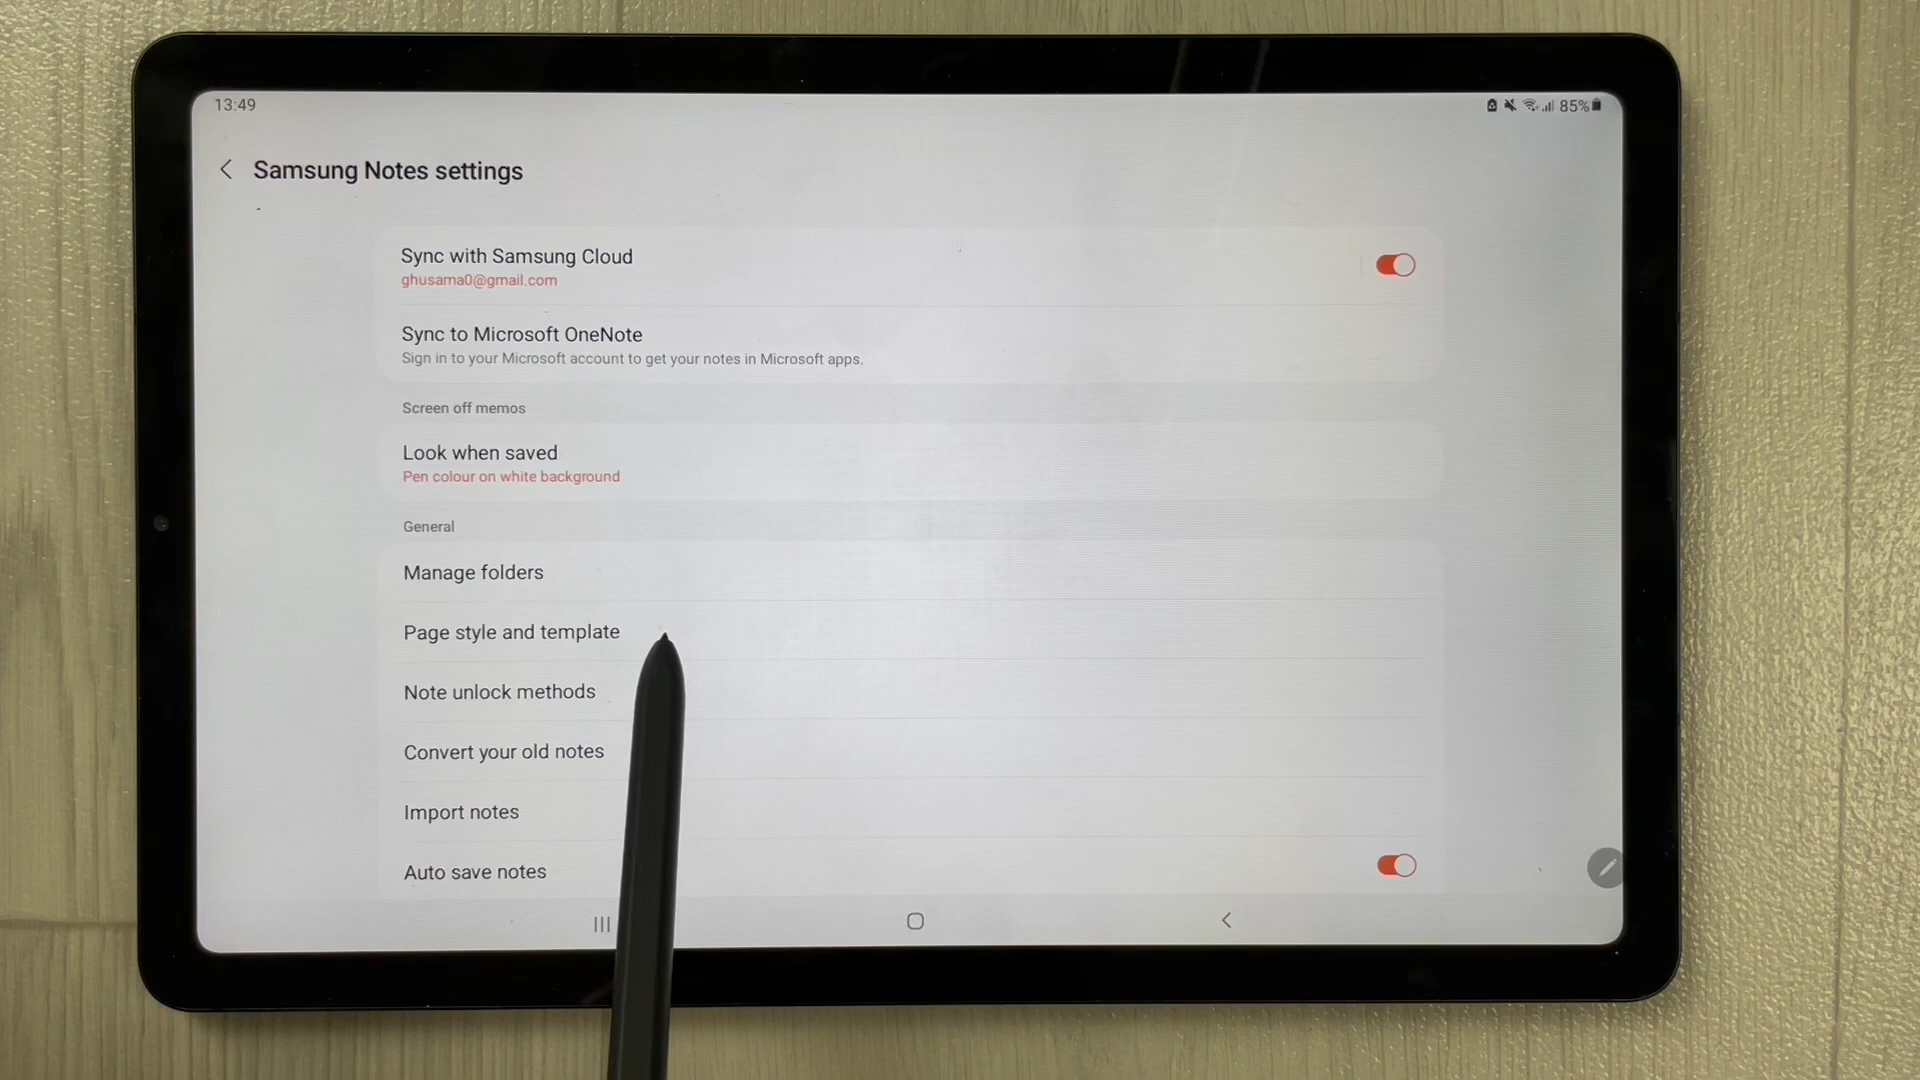 13:49
85%
Samsung Notes settings
Sync with Samsung Cloud
ghusama0@gmail.com
Sync to Microsoft OneNote
Sign in to your Microsoft account to get your notes in Microsoft apps.
Screen off memos
Look when saved
Pen colour on white background
General
Manage folders
Page style and template
Note unlock methods
Convert your old notes
Import notes
Auto save notes